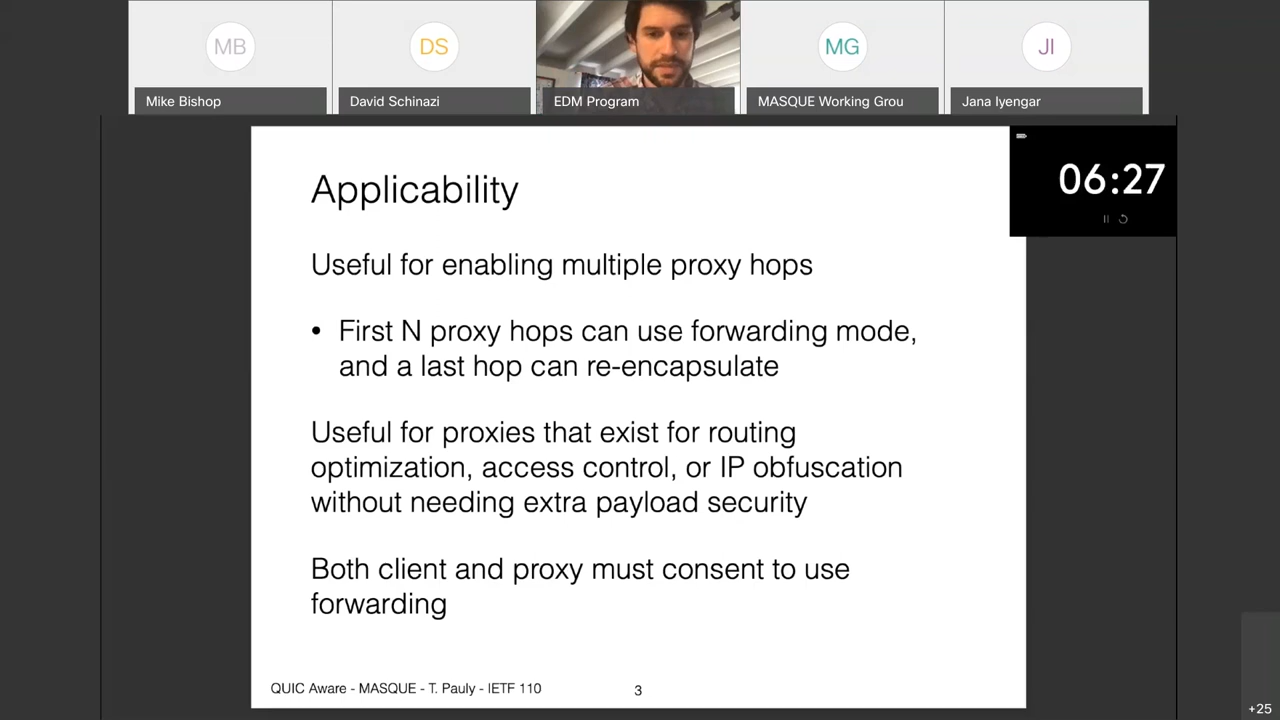 MB
DS
MG
JI
Mike Bishop
David Schinazi
EDM Program
MASQUE Working Grou
Jana Iyengar
06:27
Applicability
Useful for enabling multiple proxy hops
• First N proxy hops can use forwarding mode,
and a last hop can re-encapsulate
Useful for proxies that exist for routing
optimization, access control, or IP obfuscation
without needing extra payload security
Both client and proxy must consent to use
forwarding
QUIC Aware - MASQUE - T. Pauly - IETF 110
3
+25